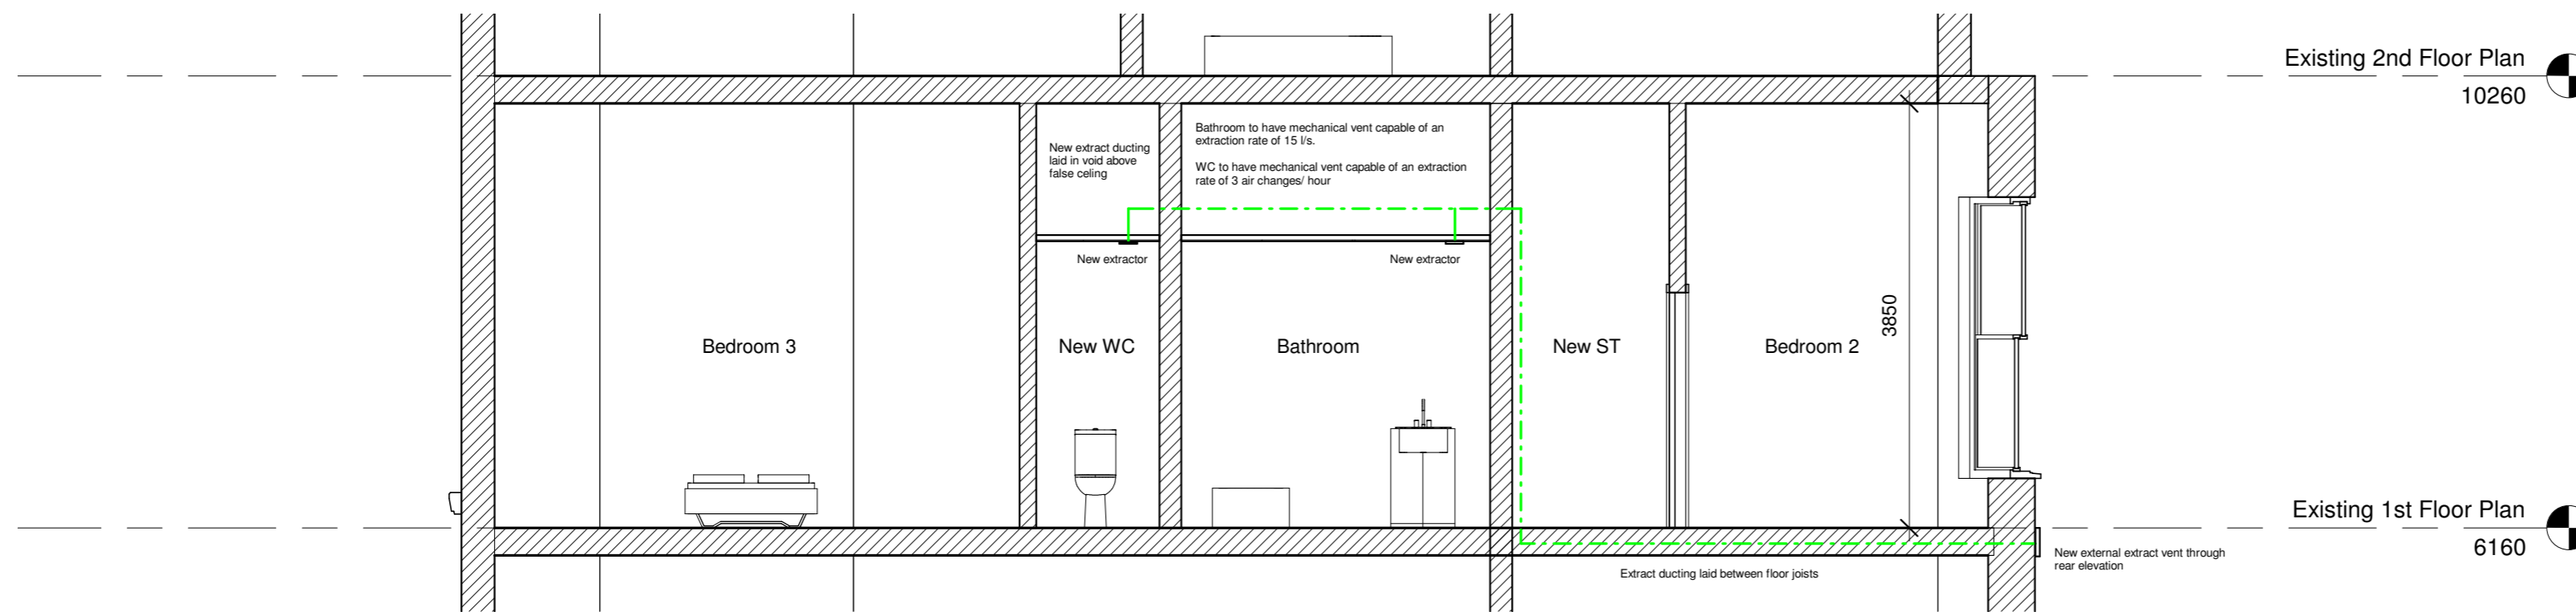 Existing 2nd Floor Plan
10260
New extract ducting
laid in void above
false celing
Bathroom to have mechanical vent capable of an
extraction rate of 15 l/s.
WC to have mechanical vent capable of an extraction
rate of 3 air changes/ hour
New extractor
New extractor
3850
Bedroom 3
New WC
Bathroom
New ST
Bedroom 2
Existing 1st Floor Plan
6160
New external extract vent through
rear elevation
Extract ducting laid between floor joists